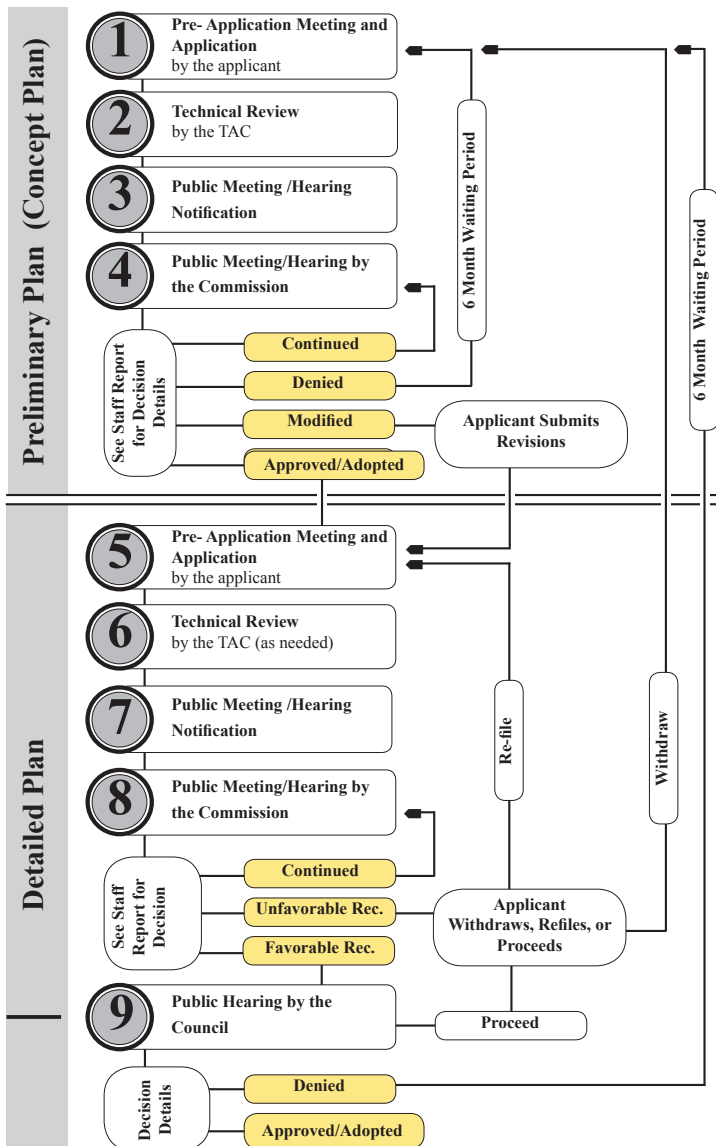 Preliminary Plan (Concept Plan)
1
Pre- Application Meeting and
Application
by the applicant
2
Technical Review
by the TAC
3
Public Meeting /Hearing
Notification
4
Public Meeting/Hearing by
the Commission
6 Month Waiting Period
6 Month Waiting Period
See Staff Report
for Decision
Details
Continued
Denied
Modified
Approved/Adopted
Applicant Submits
Revisions
Detailed Plan
5
Pre- Application Meeting and
Application
by the applicant
6
Technical Review
by the TAC (as needed)
7
Public Meeting /Hearing
Notification
8
Public Meeting/Hearing by
the Commission
Re-file
Withdraw
See Staff
Report for
Decision
Continued
Unfavorable Rec.
Favorable Rec.
Applicant
Withdraws, Refiles, or
Proceeds
9
Public Hearing by the
Council
Proceed
Decision
Details
Denied
Approved/Adopted